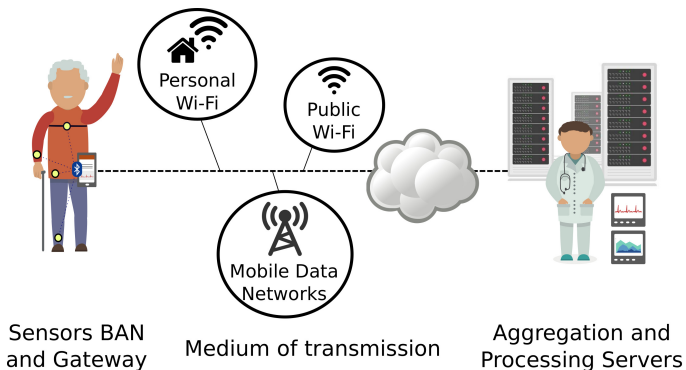 Personal
Wi-Fi
Public
Wi-Fi
Mobile Data
Networks
Sensors BAN
and Gateway
Medium of transmission
Aggregation and
Processing Servers